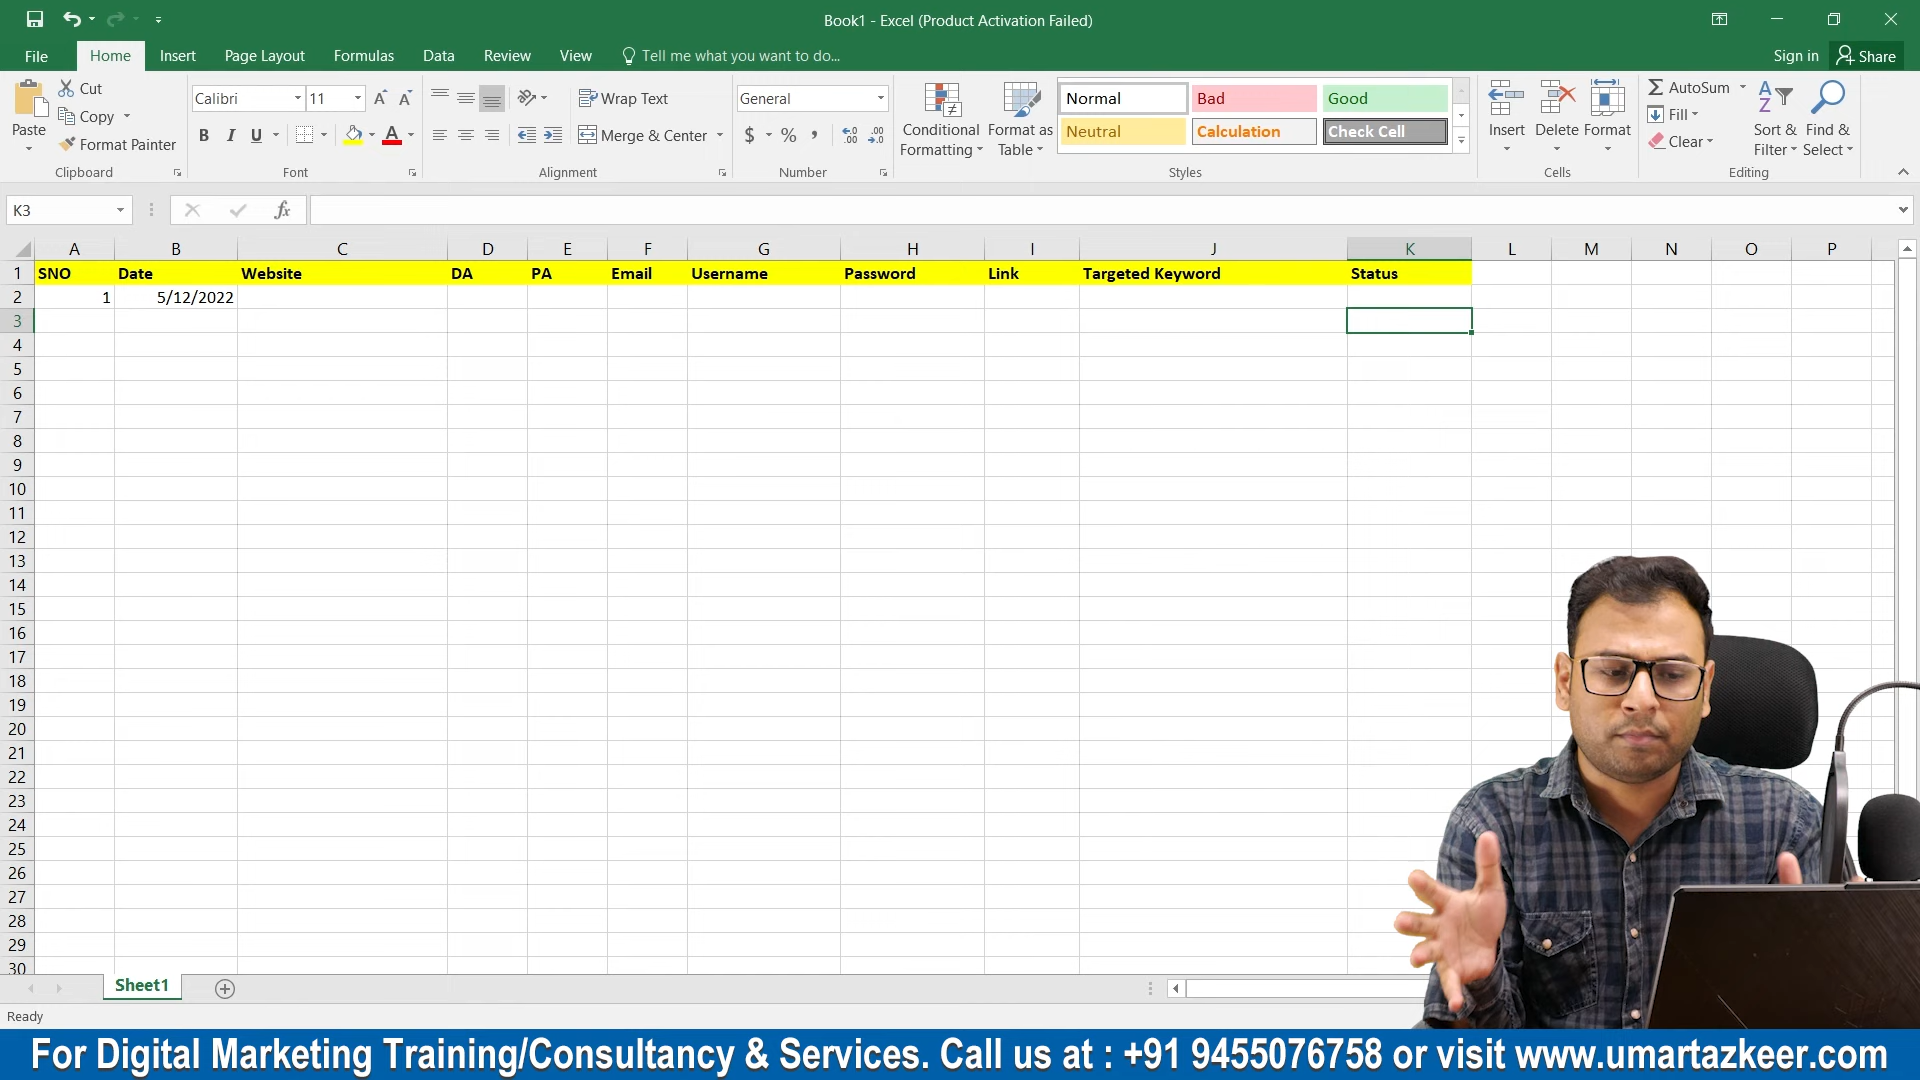 Book1 - Excel (Product Activation Failed)
File Home Insert Page Layout Formulas Data Review View Tell me what you want to do... Sign in Share
Paste Cut Copy Format Painter Clipboard
Calibri 11 A A B I U A Font
Wrap Text Merge & Center Alignment
General $ % , .00 .00 Number
Conditional Formatting Format as Table
Normal Bad Good
Neutral Calculation Check Cell
Styles
Insert Delete Format Cells
AutoSum Fill Clear Sort & Filter Find & Select Editing
K3 fx
A B C D E F G H I J K L M N O P
1 SNO Date Website DA PA Email Username Password Link Targeted Keyword Status
2 1 5/12/2022
3
4
5
6
7
8
9
10
11
12
13
14
15
16
17
18
19
20
21
22
23
24
25
26
27
28
29
30
Sheet1
Ready
For Digital Marketing Training/Consultancy & Services. Call us at : +91 9455076758 or visit www.umartazkeer.com